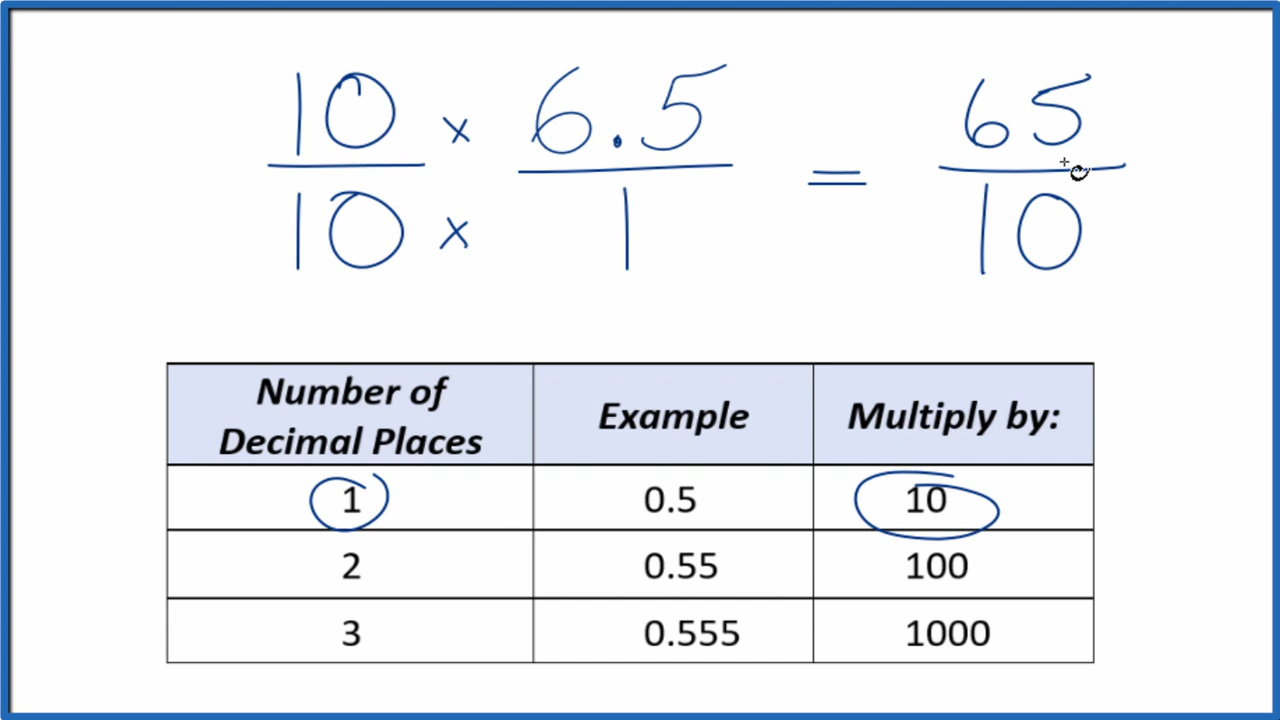 10 × 6.5 = 65
10 × 1 10
Number of Decimal Places Example Multiply by:
1 0.5 10
2 0.55 100
3 0.555 1000